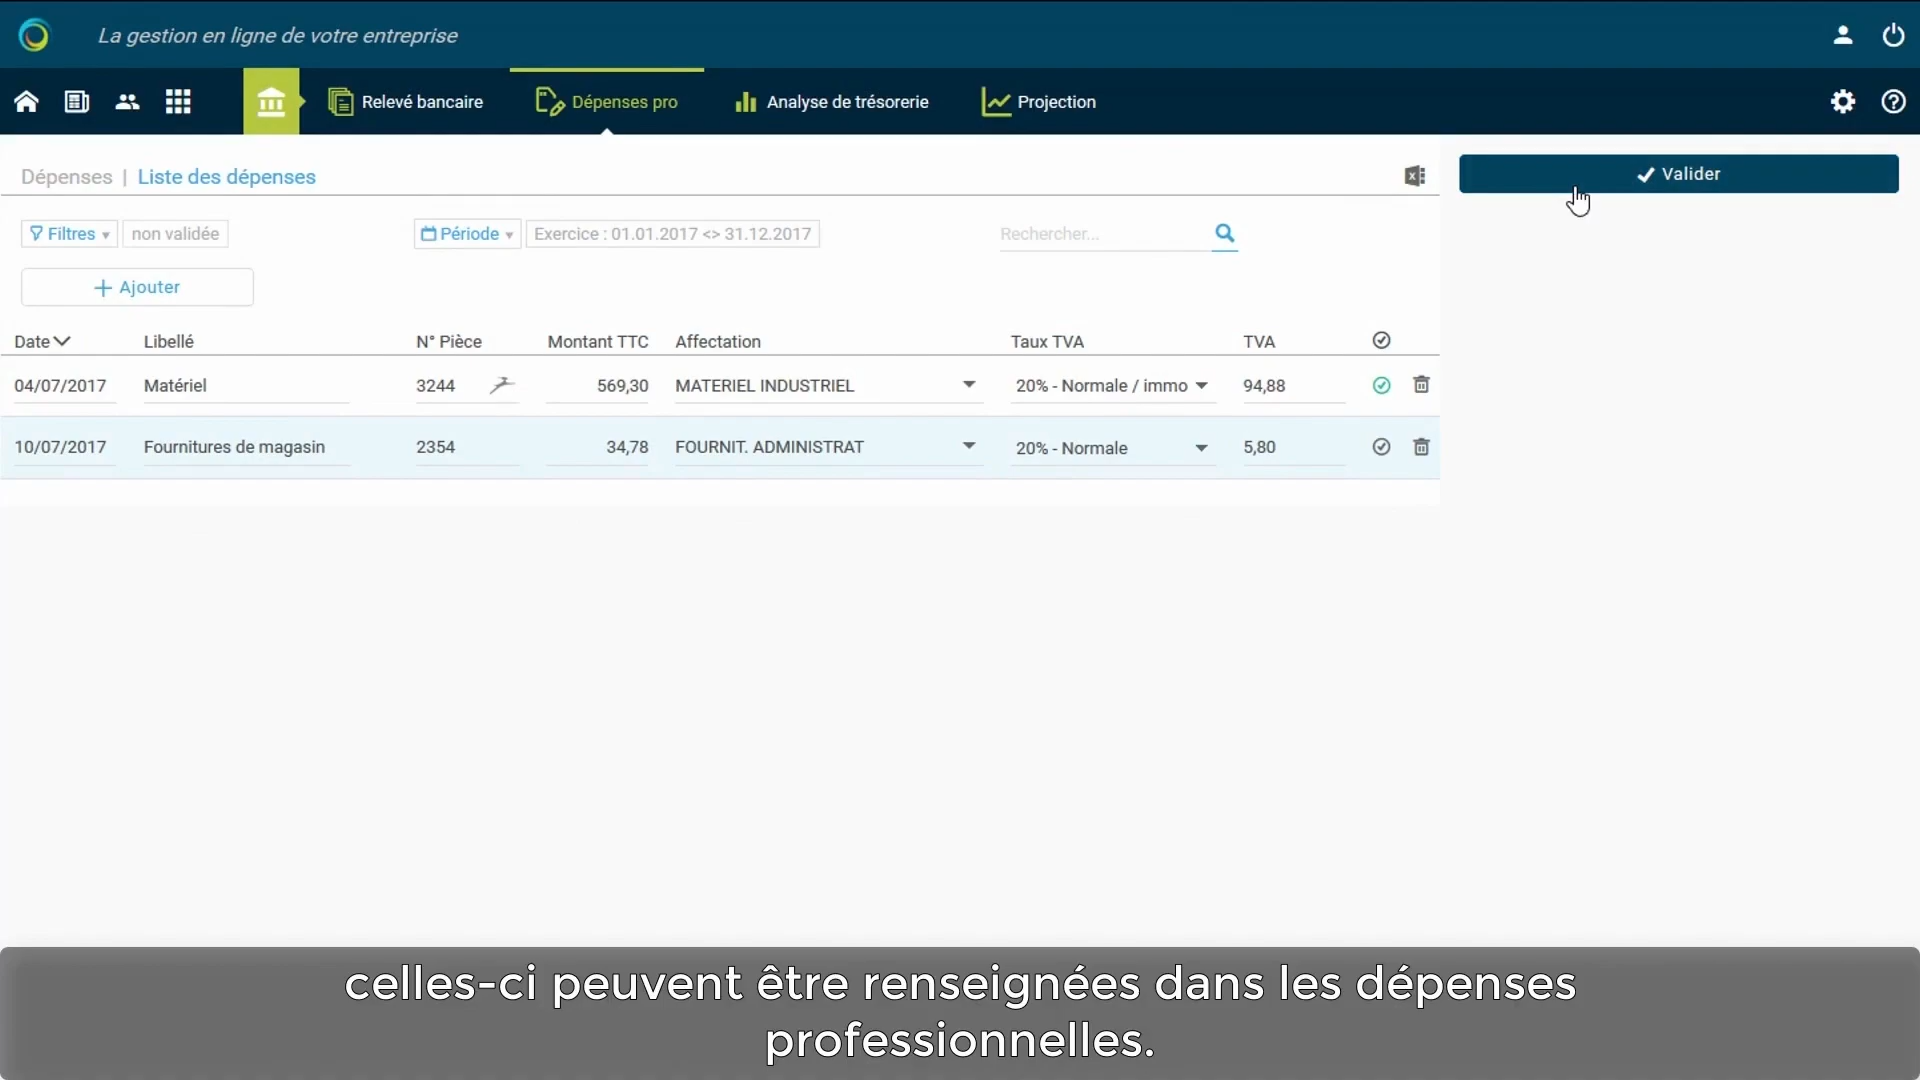 La gestion en ligne de votre entreprise
Relevé bancaire Dépenses pro Analyse de trésorerie Projection
Dépenses | Liste des dépenses
Valider
Filtres non validée Période Exercice : 01.01.2017 <> 31.12.2017 Rechercher...
+ Ajouter
Date Libellé N° Pièce Montant TTC Affectation Taux TVA TVA
04/07/2017 Matériel 3244 569,30 MATERIEL INDUSTRIEL 20% - Normale / immo 94,88
10/07/2017 Fournitures de magasin 2354 34,78 FOURNIT. ADMINISTRAT 20% - Normale 5,80
celles-ci peuvent être renseignées dans les dépenses
professionnelles.